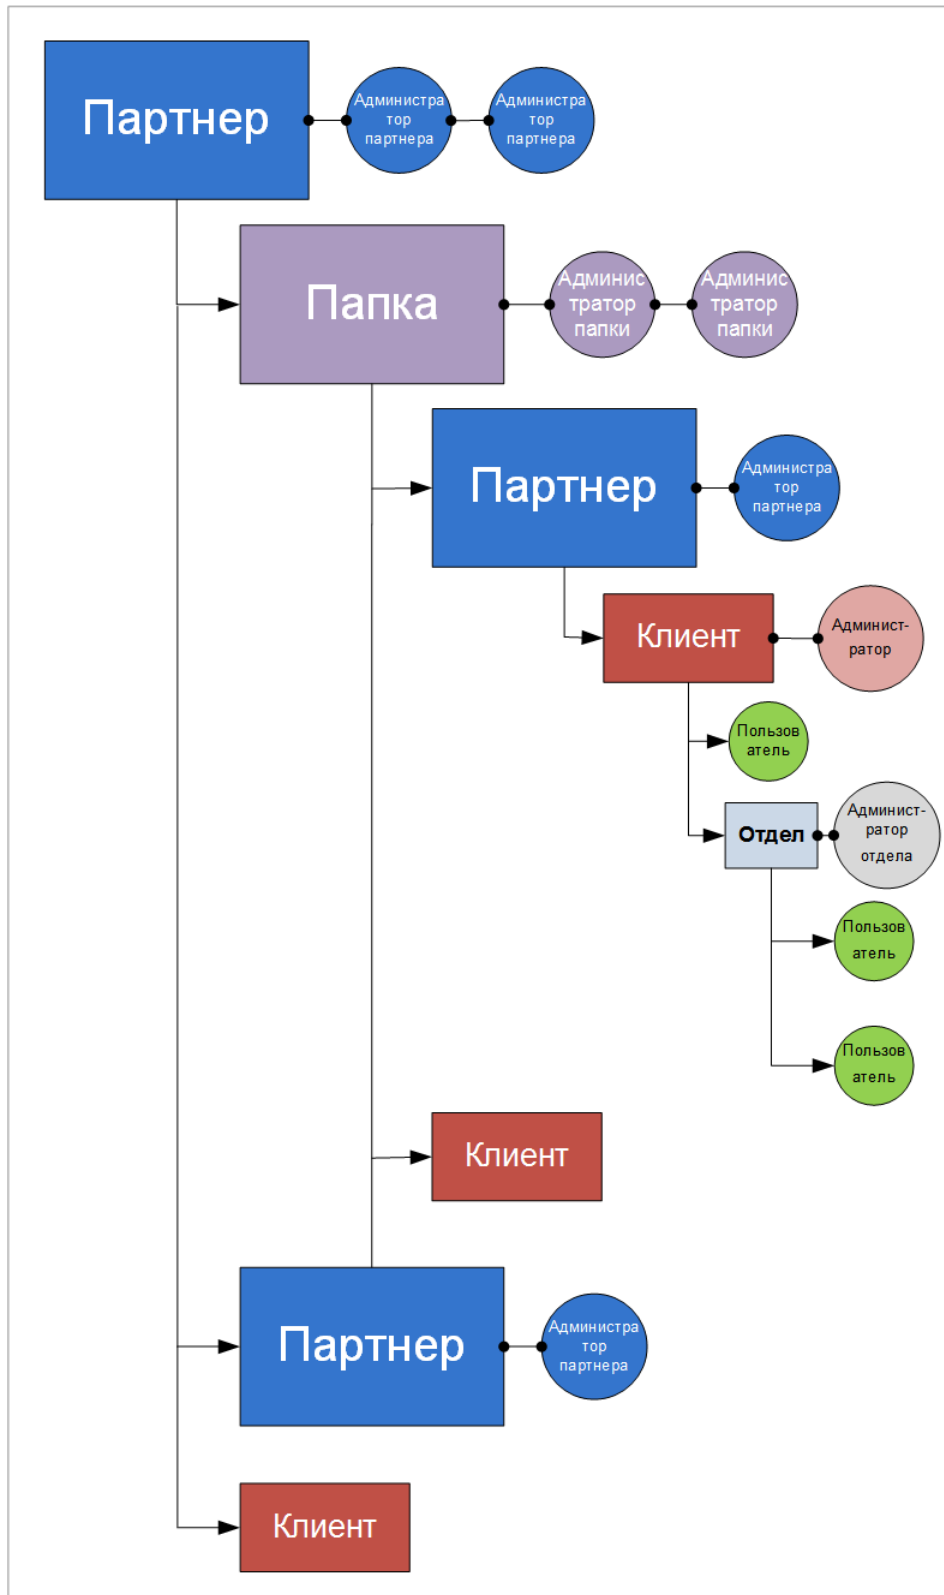 Партнер
Администра
тор
партнера
Администра
тор
партнера
Папка
Админис
тратор
папки
Админис
тратор
папки
Партнер
Администра
тор
партнера
Клиент
Админист-
ратор
Пользов
атель
Отдел
Админист-
ратор
отдела
Пользов
атель
Пользов
атель
Клиент
Партнер
Администра
тор
партнера
Клиент